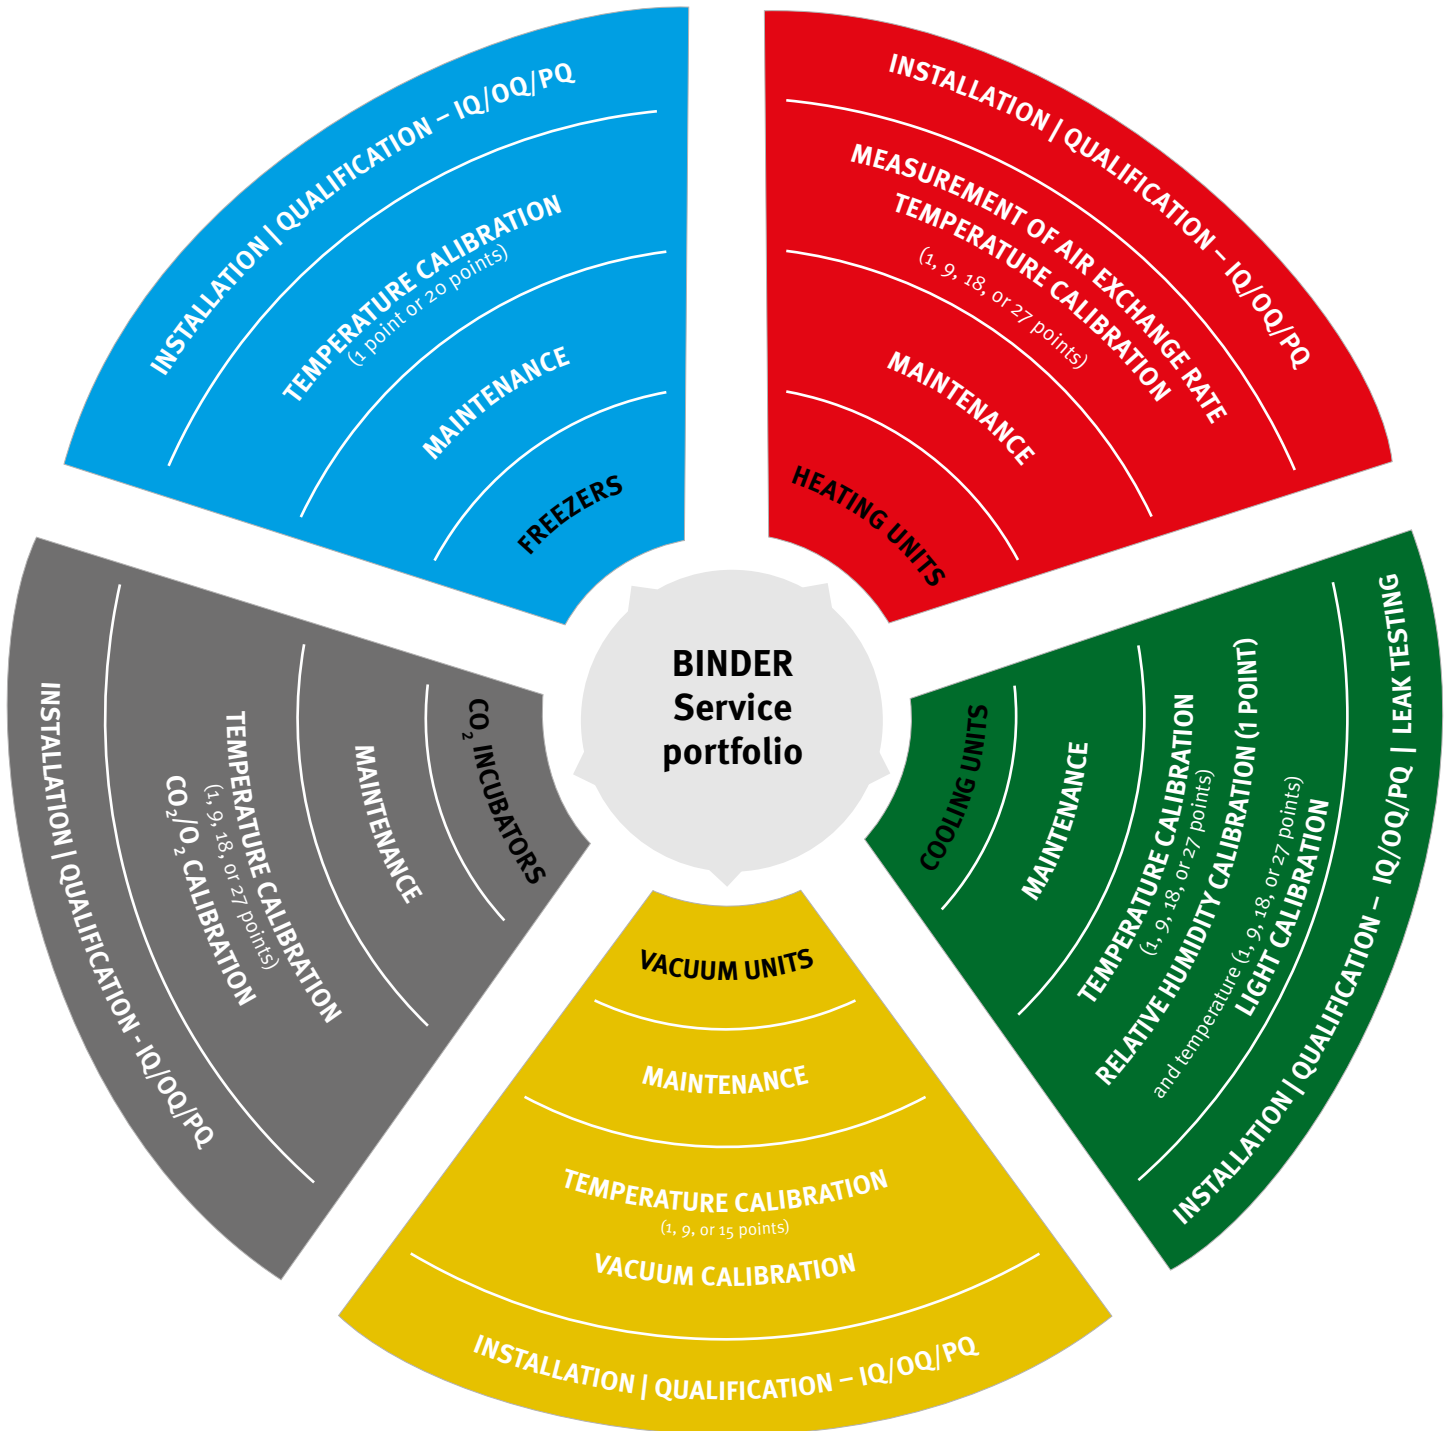 BINDER
Service
portfolio
INSTALLATION | QUALIFICATION – IQ/OQ/PQ
TEMPERATURE CALIBRATION
(1 point or 20 points)
MAINTENANCE
FREEZERS
INSTALLATION | QUALIFICATION – IQ/OQ/PQ
MEASUREMENT OF AIR EXCHANGE RATE
TEMPERATURE CALIBRATION
(1, 9, 18, or 27 points)
MAINTENANCE
HEATING UNITS
COOLING UNITS
MAINTENANCE
TEMPERATURE CALIBRATION
(1, 9, 18, or 27 points)
RELATIVE HUMIDITY CALIBRATION (1 POINT)
and temperature (1, 9, 18, or 27 points)
LIGHT CALIBRATION
INSTALLATION | QUALIFICATION – IQ/OQ/PQ | LEAK TESTING
VACUUM UNITS
MAINTENANCE
TEMPERATURE CALIBRATION
(1, 9, or 15 points)
VACUUM CALIBRATION
INSTALLATION | QUALIFICATION – IQ/OQ/PQ
CO₂ INCUBATORS
MAINTENANCE
TEMPERATURE CALIBRATION
(1, 9, 18, or 27 points)
CO₂/O₂ CALIBRATION
INSTALLATION | QUALIFICATION - IQ/OQ/PQ